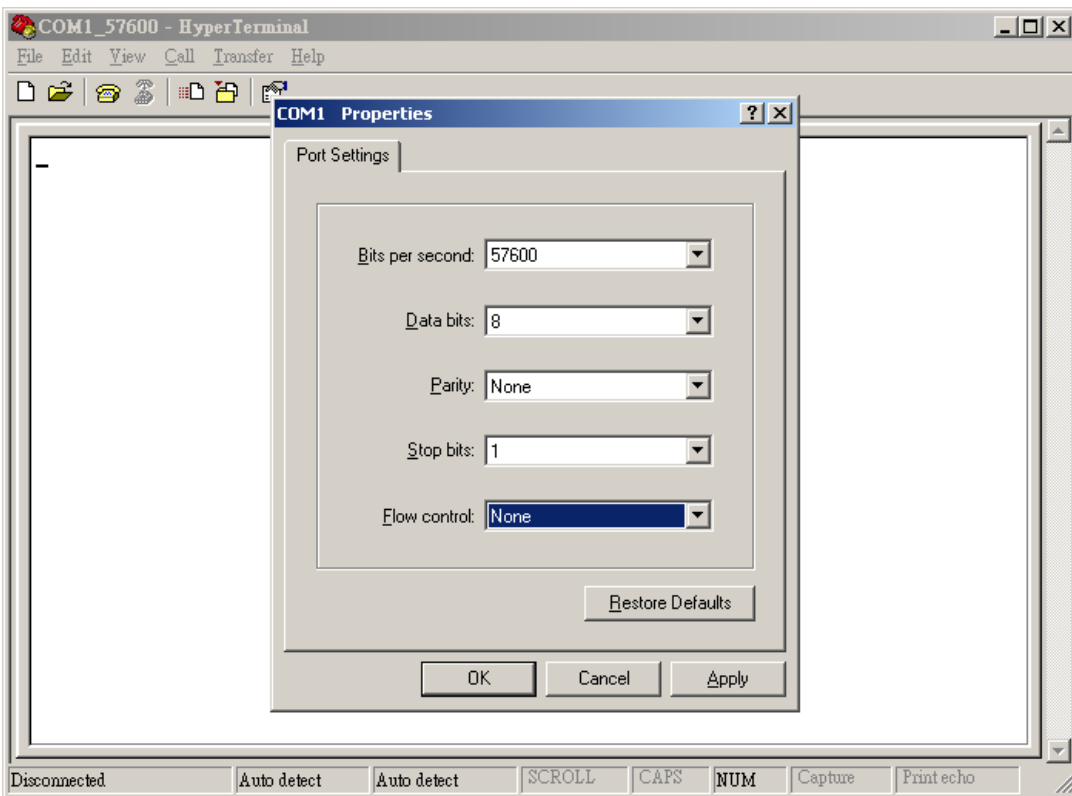 COM1_57600 - HyperTerminal
File Edit View Call Transfer Help
COM1 Properties
Port Settings
Bits per second: 57600
Data bits: 8
Parity: None
Stop bits: 1
Flow control: None
Restore Defaults
OK Cancel Apply
Disconnected Auto detect Auto detect SCROLL CAPS NUM Capture Print echo